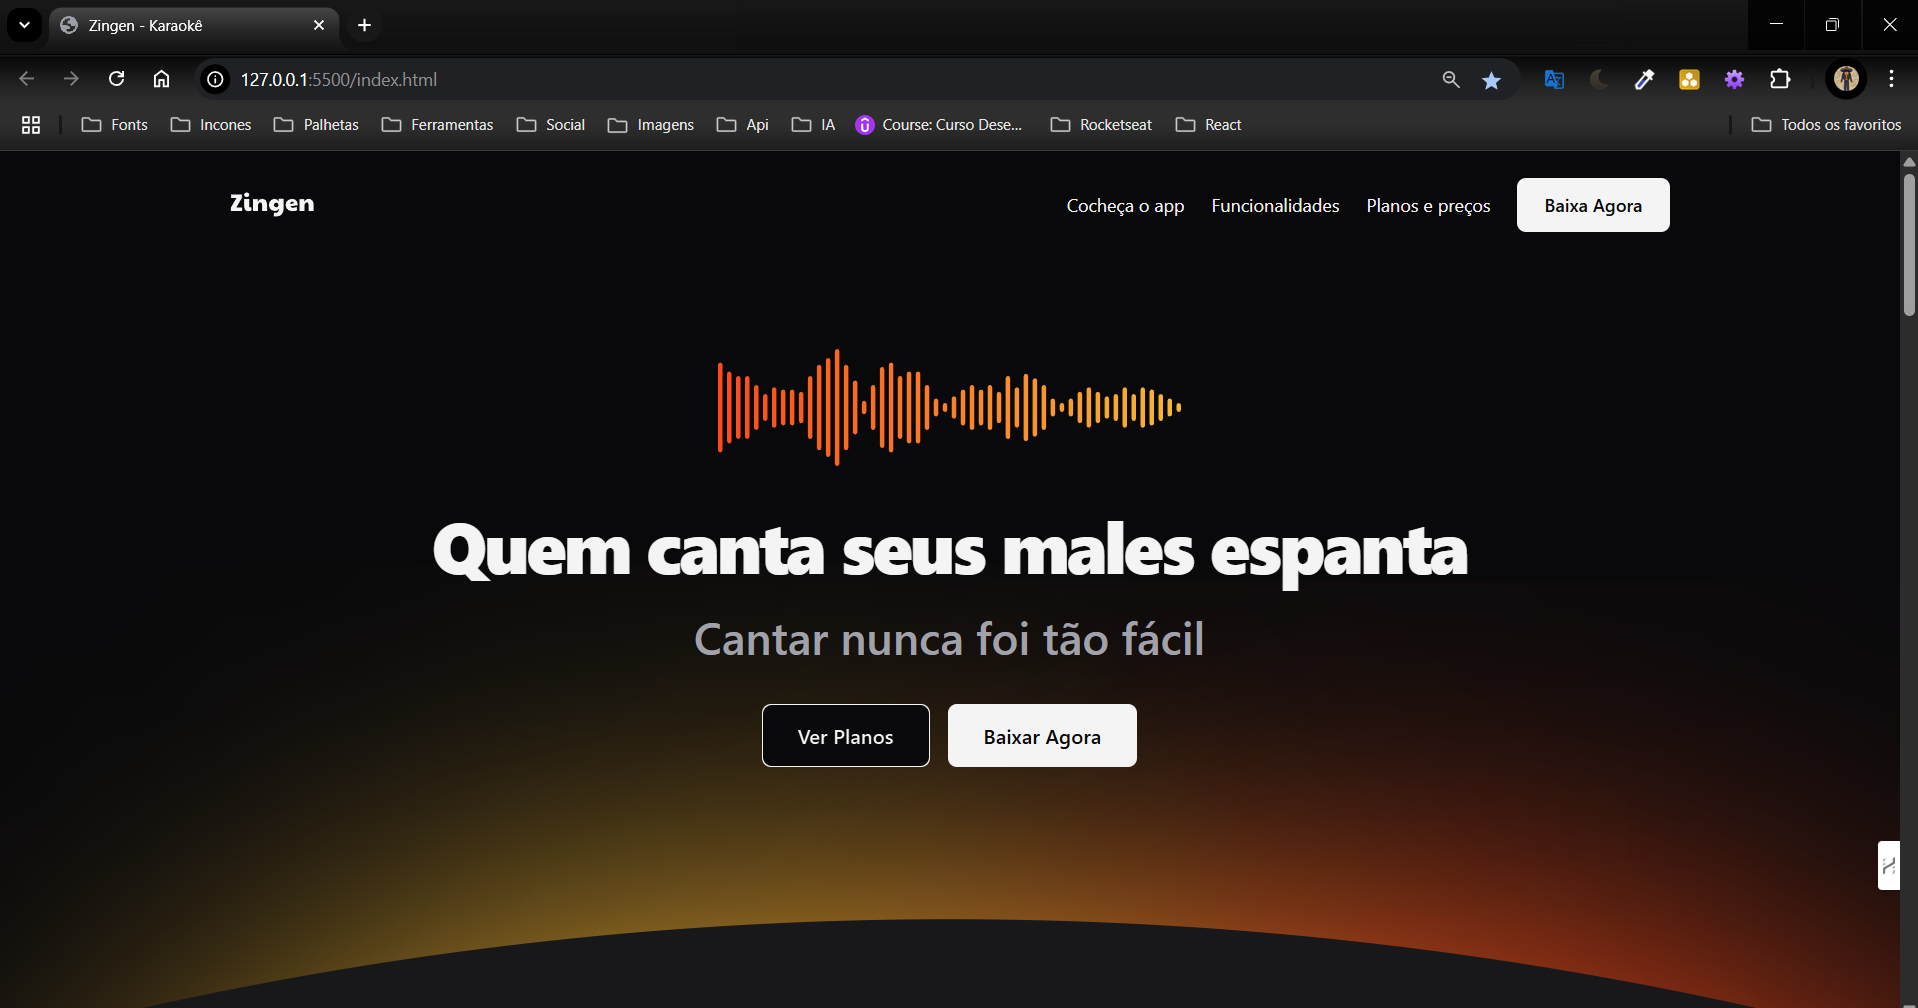 Zingen - Karaokê
127.0.0.1:5500/index.html
Fonts Incones Palhetas Ferramentas Social Imagens Api IA Course: Curso Dese... Rocketseat React Todos os favoritos
Zingen Cocheça o app Funcionalidades Planos e preços Baixa Agora
Quem canta seus males espanta
Cantar nunca foi tão fácil
Ver Planos Baixar Agora